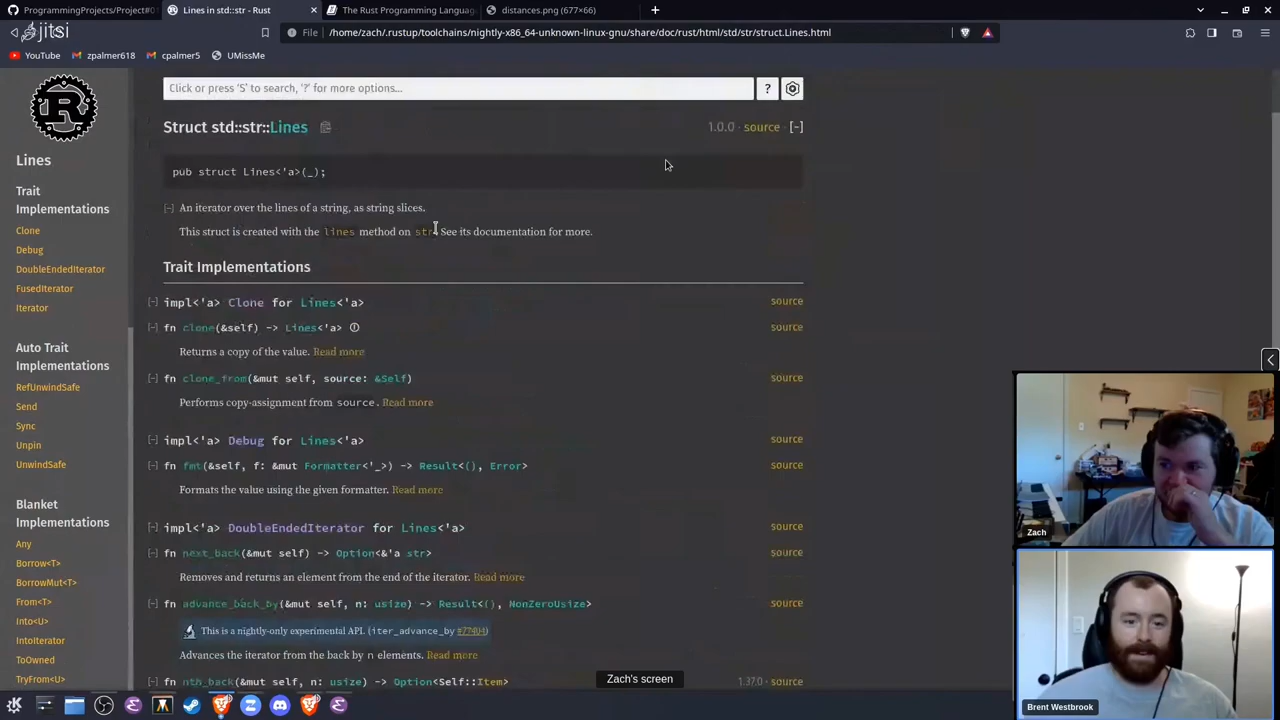 ProgrammingProjects/Project#0
Lines in std::str - Rust
The Rust Programming Languag
distances.png (677×66)
jitsi
File
/home/zach/.rustup/toolchains/nightly-x86_64-unknown-linux-gnu/share/doc/rust/html/std/str/struct.Lines.html
YouTube
zpalmer618
cpalmer5
UMissMe
Click or press 'S' to search, '?' for more options…
?
Lines
Trait
Implementations
Clone
Debug
DoubleEndedIterator
FusedIterator
Iterator
Auto Trait
Implementations
RefUnwindSafe
Send
Sync
Unpin
UnwindSafe
Blanket
Implementations
Any
Borrow<T>
BorrowMut<T>
From<T>
Into<U>
IntoIterator
ToOwned
TryFrom<U>
Struct std::str::Lines
1.0.0 · source · [-]
pub struct Lines<'a>(_);
[-] An iterator over the lines of a string, as string slices.
This struct is created with the lines method on str. See its documentation for more.
Trait Implementations
[-] impl<'a> Clone for Lines<'a>
source
[-] fn clone(&self) -> Lines<'a> ⓘ
source
Returns a copy of the value. Read more
[-] fn clone_from(&mut self, source: &Self)
source
Performs copy-assignment from source. Read more
[-] impl<'a> Debug for Lines<'a>
source
[-] fn fmt(&self, f: &mut Formatter<'_>) -> Result<(), Error>
source
Formats the value using the given formatter. Read more
[-] impl<'a> DoubleEndedIterator for Lines<'a>
source
[-] fn next_back(&mut self) -> Option<&'a str>
source
Removes and returns an element from the end of the iterator. Read more
[-] fn advance_back_by(&mut self, n: usize) -> Result<(), NonZeroUsize>
source
This is a nightly-only experimental API. (iter_advance_by #77404)
Advances the iterator from the back by n elements. Read more
[-] fn nth_back(&mut self, n: usize) -> Option<Self::Item>
1.37.0 · source
Zach
Brent Westbrook
Zach's screen